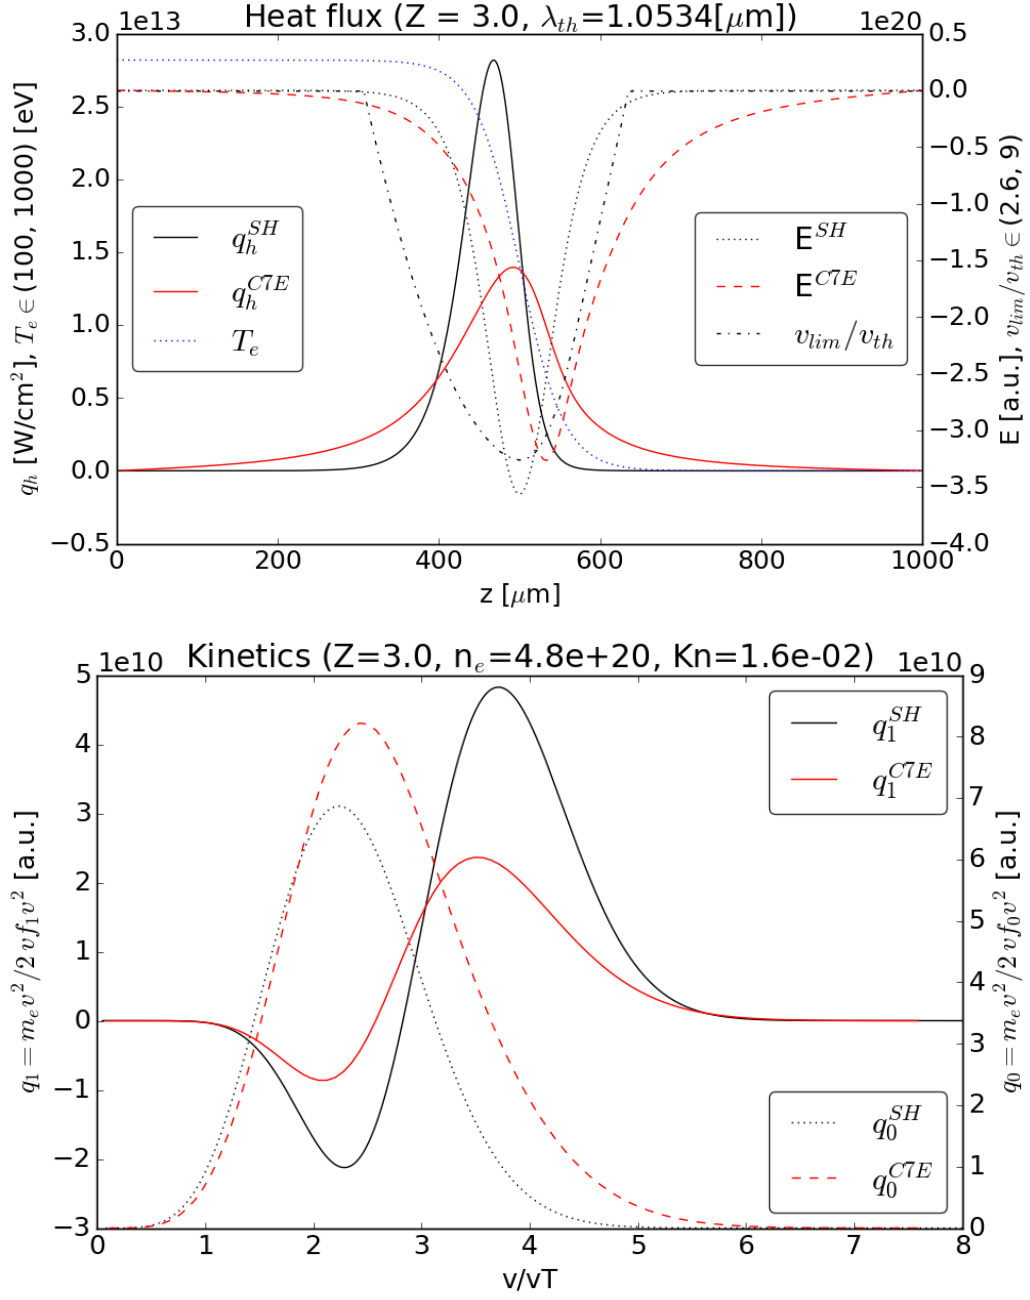 Heat flux (Z = 3.0, λ_th=1.0534[μm])
1e13
1e20
3.0
2.5
2.0
1.5
1.0
0.5
0.0
−0.5
0.5
0.0
−0.5
−1.0
−1.5
−2.0
−2.5
−3.0
−3.5
−4.0
q_h [W/cm²], T_e ∈ (100, 1000) [eV]
E [a.u.], v_lim/v_th ∈ (2.6, 9)
q_h^SH
q_h^C7E
T_e
E^SH
E^C7E
v_lim/v_th
0 200 400 600 800 1000
z [μm]
Kinetics (Z=3.0, n_e=4.8e+20, Kn=1.6e-02)
1e10
1e10
5
4
3
2
1
0
−1
−2
−3
9
8
7
6
5
4
3
2
1
0
q_1 = m_e v²/2 v f_1 v² [a.u.]
q_0 = m_e v²/2 v f_0 v² [a.u.]
q_1^SH
q_1^C7E
q_0^SH
q_0^C7E
0 1 2 3 4 5 6 7 8
v/vT